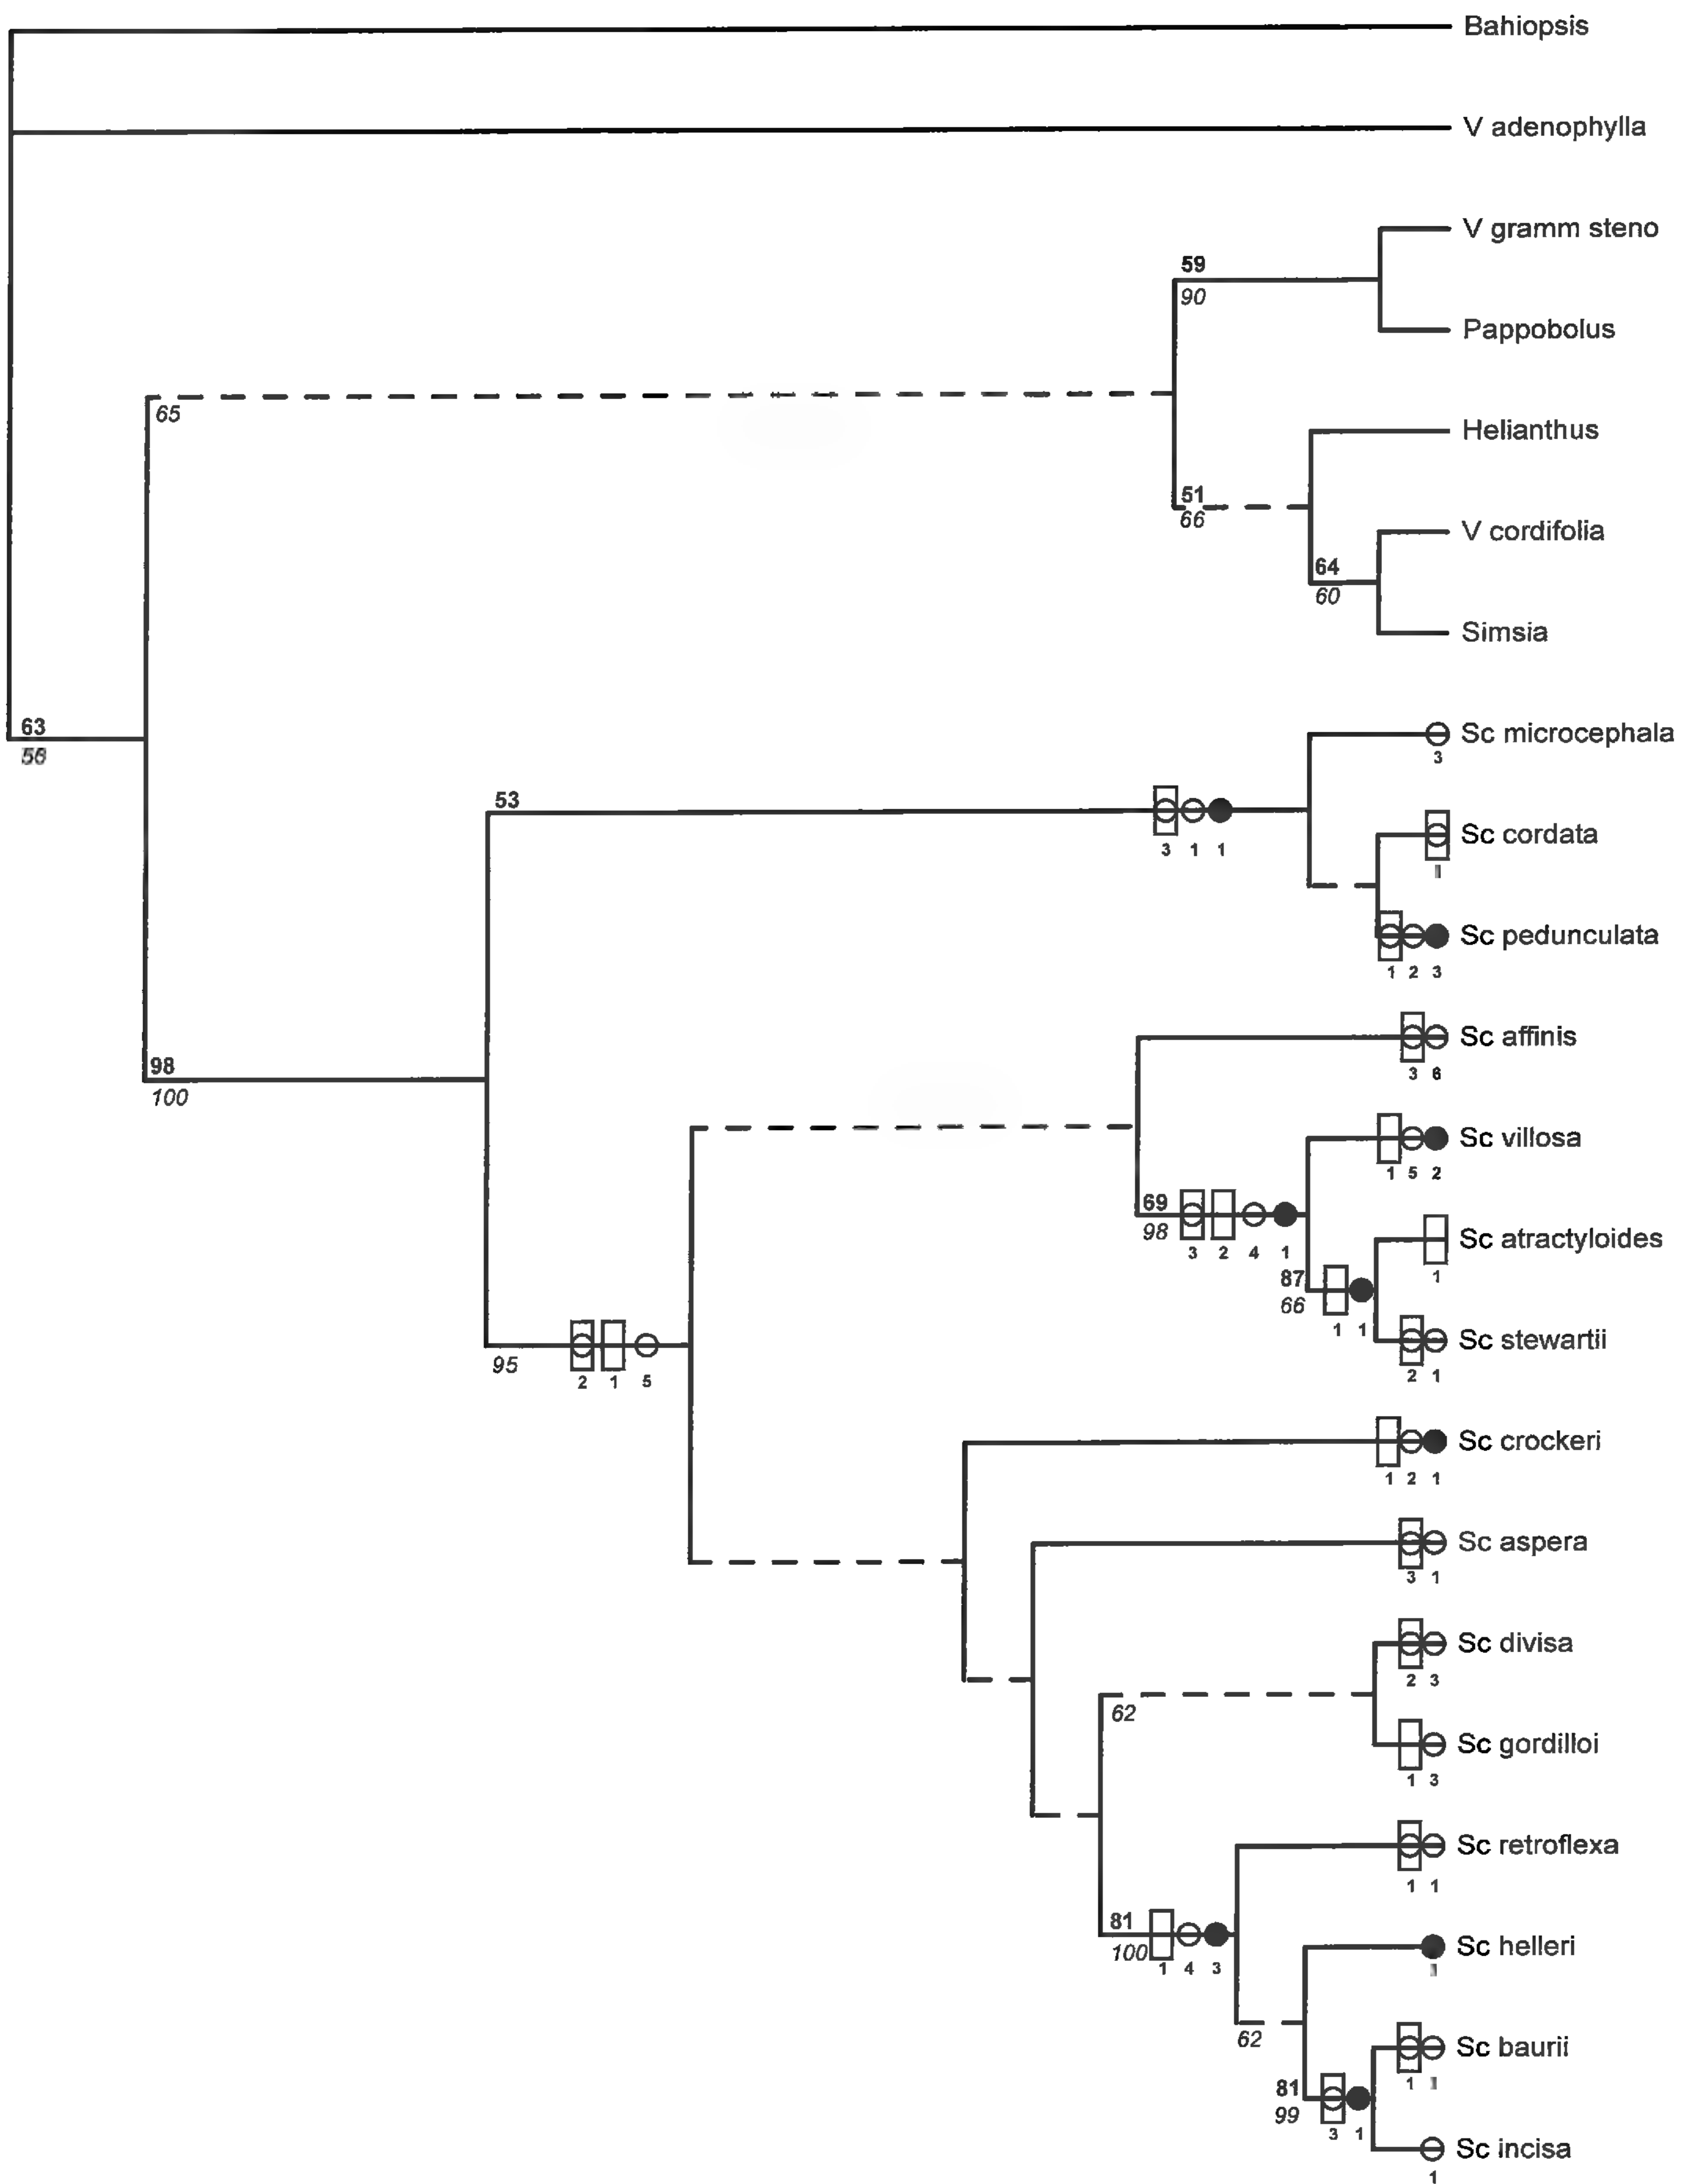 Bahiopsis
V adenophylla
V gramm steno
59
90
Pappobolus
65
Helianthus
51
66
V cordifolia
64
60
Simsia
63
56
Sc microcephala
3
53
3 1 1
Sc cordata
1
Sc pedunculata
1 2 3
Sc affinis
3 6
98
100
Sc villosa
1 5 2
69
98
3 2 4 1
Sc atractyloides
1
87
66
1 1
Sc stewartii
2 1
95
2 1 5
Sc crockeri
1 2 1
Sc aspera
3 1
Sc divisa
2 3
62
Sc gordilloi
1 3
Sc retroflexa
1 1
81
100
1 4 3
Sc helleri
1
62
Sc baurii
1 1
81
99
3 1
Sc incisa
1